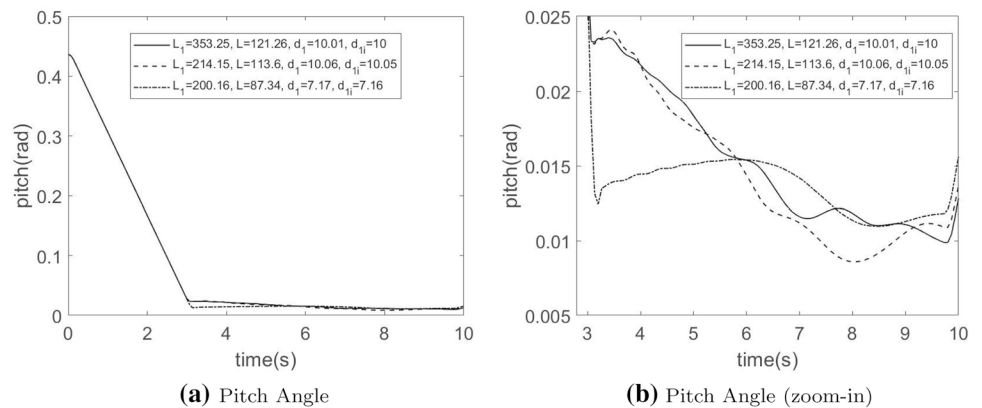 0.5
0.4
0.3
0.2
0.1
0
pitch(rad)
L1=353.25, L=121.26, d1=10.01, d1i=10
L1=214.15, L=113.6, d1=10.06, d1i=10.05
L1=200.16, L=87.34, d1=7.17, d1i=7.16
0 2 4 6 8 10
time(s)
(a) Pitch Angle
0.025
0.02
0.015
0.01
0.005
pitch(rad)
L1=353.25, L=121.26, d1=10.01, d1i=10
L1=214.15, L=113.6, d1=10.06, d1i=10.05
L1=200.16, L=87.34, d1=7.17, d1i=7.16
3 4 5 6 7 8 9 10
time(s)
(b) Pitch Angle (zoom-in)